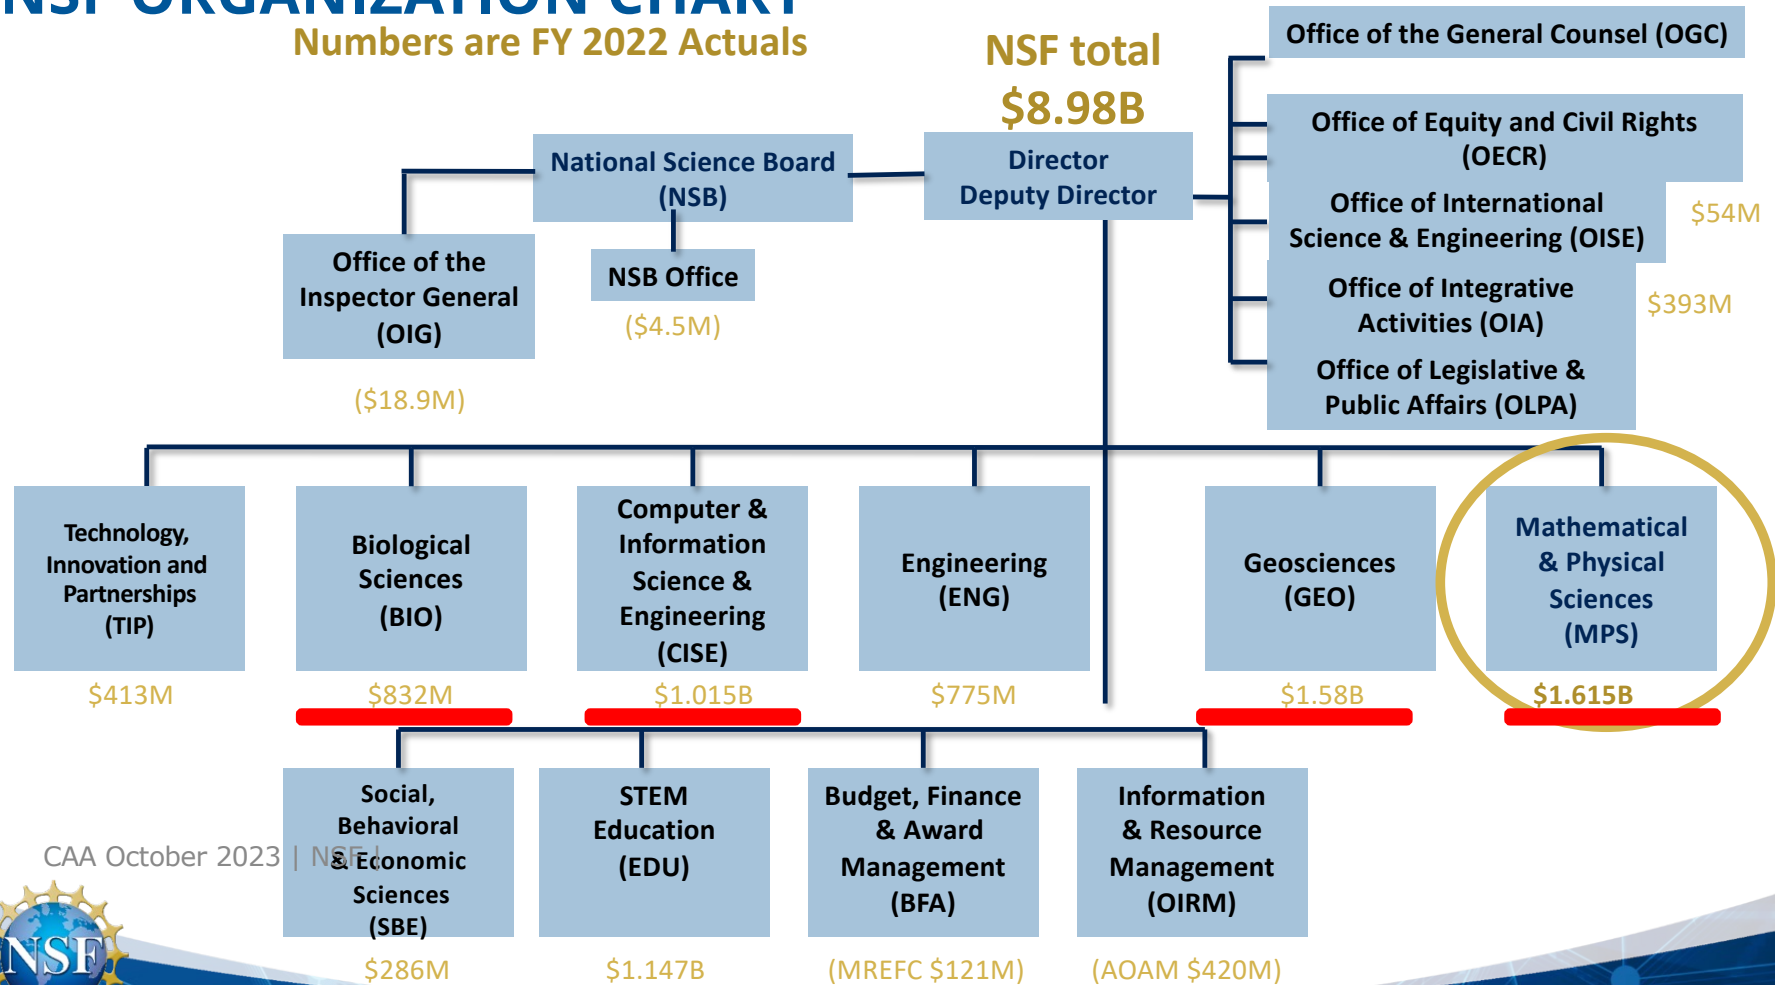 NSF ORGANIZATION CHART
Numbers are FY 2022 Actuals
NSF total
$8.98B
Office of the General Counsel (OGC)
Office of Equity and Civil Rights
(OECR)
National Science Board
(NSB)
Director
Deputy Director
Office of International
Science & Engineering (OISE)
$54M
Office of the
Inspector General
(OIG)
($18.9M)
NSB Office
($4.5M)
Office of Integrative
Activities (OIA)
$393M
Office of Legislative &
Public Affairs (OLPA)
Technology,
Innovation and
Partnerships
(TIP)
$413M
Biological
Sciences
(BIO)
$832M
Computer &
Information
Science &
Engineering
(CISE)
$1.015B
Engineering
(ENG)
$775M
Geosciences
(GEO)
$1.58B
Mathematical
& Physical
Sciences
(MPS)
$1.615B
Social,
Behavioral
& Economic
Sciences
(SBE)
$286M
STEM
Education
(EDU)
$1.147B
Budget, Finance
& Award
Management
(BFA)
(MREFC $121M)
Information
& Resource
Management
(OIRM)
(AOAM $420M)
CAA October 2023 | NSF |
NSF